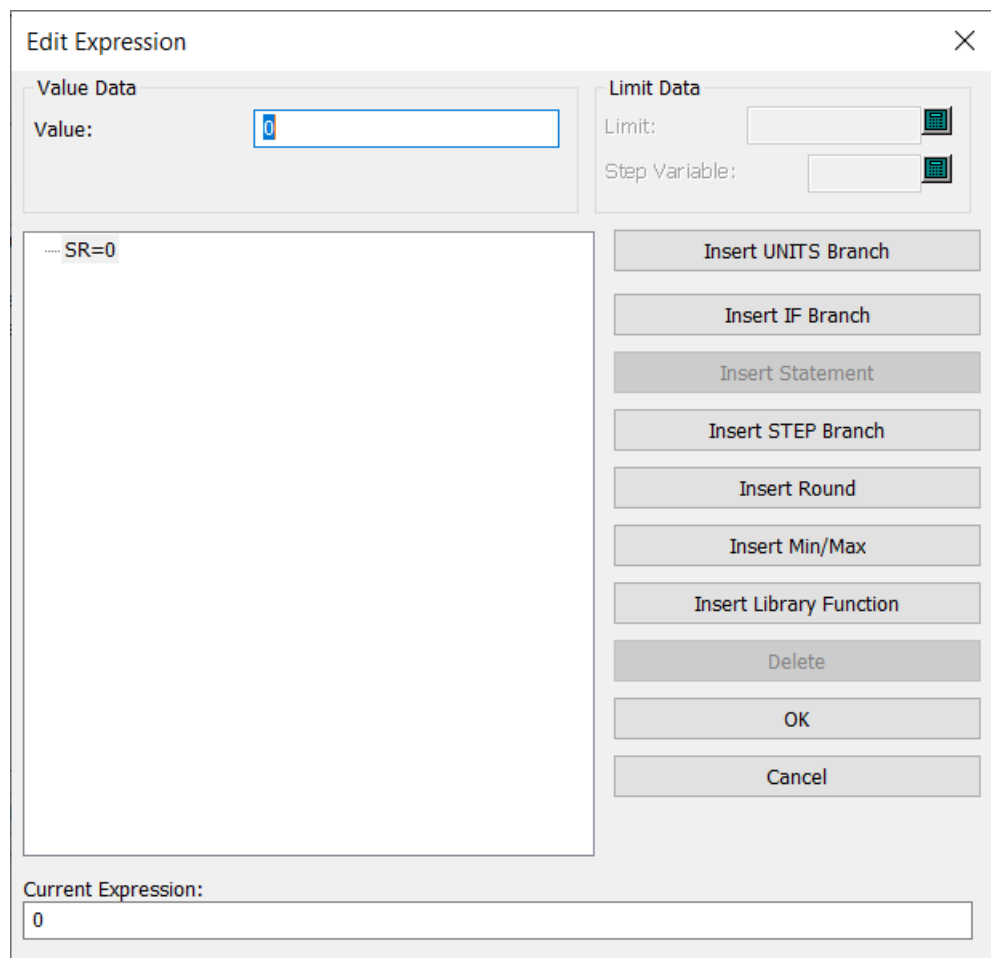 Edit Expression
Value Data
Value:
0
Limit Data
Limit:
Step Variable:
SR=0
Insert UNITS Branch
Insert IF Branch
Insert Statement
Insert STEP Branch
Insert Round
Insert Min/Max
Insert Library Function
Delete
OK
Cancel
Current Expression:
0